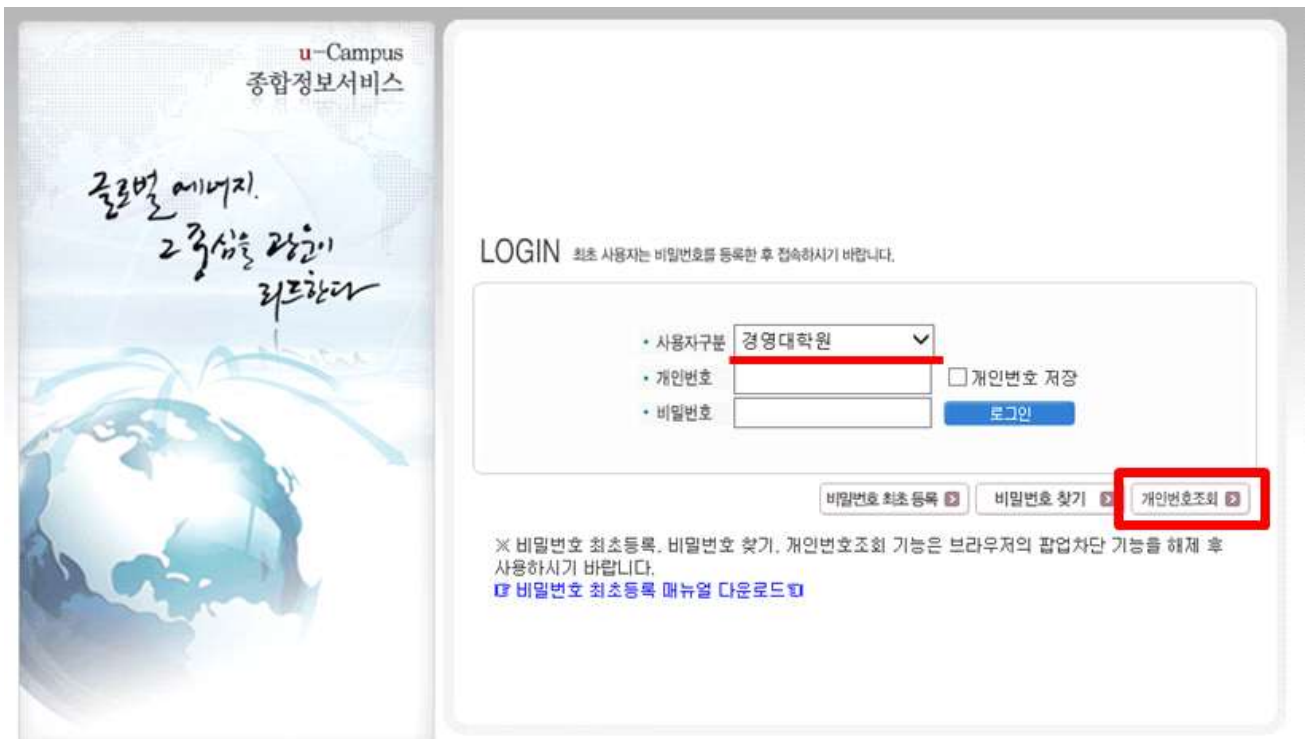 u-Campus
종합정보서비스
글로벌 에너지.
그 중심을 광운이
리드한다
LOGIN 최초 사용자는 비밀번호를 등록한 후 접속하시기 바랍니다.
• 사용자구분 경영대학원
• 개인번호 개인번호 저장
• 비밀번호 로그인
비밀번호 최초 등록 비밀번호 찾기 개인번호조회
※ 비밀번호 최초등록, 비밀번호 찾기, 개인번호조회 기능은 브라우저의 팝업차단 기능을 해제 후
사용하시기 바랍니다.
☞ 비밀번호 최초등록 매뉴얼 다운로드☜